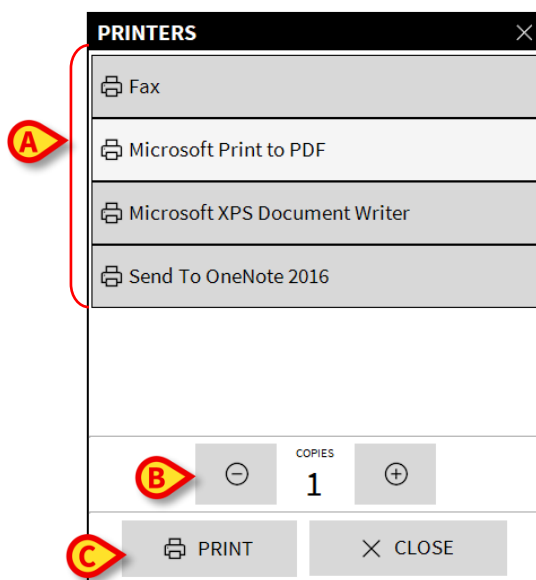 PRINTERS
Fax
A
Microsoft Print to PDF
Microsoft XPS Document Writer
Send To OneNote 2016
COPIES
B
1
C
PRINT
CLOSE